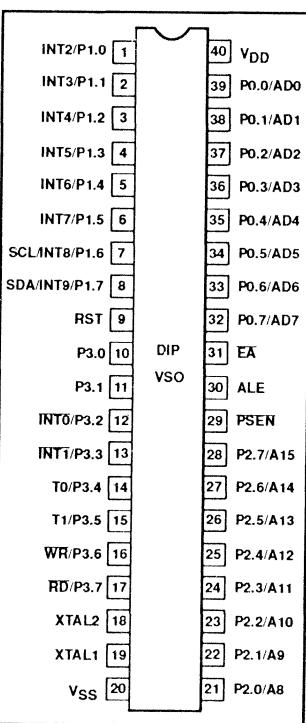 INT2/P1.0 1 40 VDD
INT3/P1.1 2 39 P0.0/AD0
INT4/P1.2 3 38 P0.1/AD1
INT5/P1.3 4 37 P0.2/AD2
INT6/P1.4 5 36 P0.3/AD3
INT7/P1.5 6 35 P0.4/AD4
SCL/INT8/P1.6 7 34 P0.5/AD5
SDA/INT9/P1.7 8 33 P0.6/AD6
RST 9 32 P0.7/AD7
P3.0 10 DIP 31 E̅A̅
P3.1 11 VSO 30 ALE
I̅N̅T̅0̅/P3.2 12 29 P̅S̅E̅N̅
I̅N̅T̅1̅/P3.3 13 28 P2.7/A15
T0/P3.4 14 27 P2.6/A14
T1/P3.5 15 26 P2.5/A13
W̅R̅/P3.6 16 25 P2.4/A12
R̅D̅/P3.7 17 24 P2.3/A11
XTAL2 18 23 P2.2/A10
XTAL1 19 22 P2.1/A9
VSS 20 21 P2.0/A8